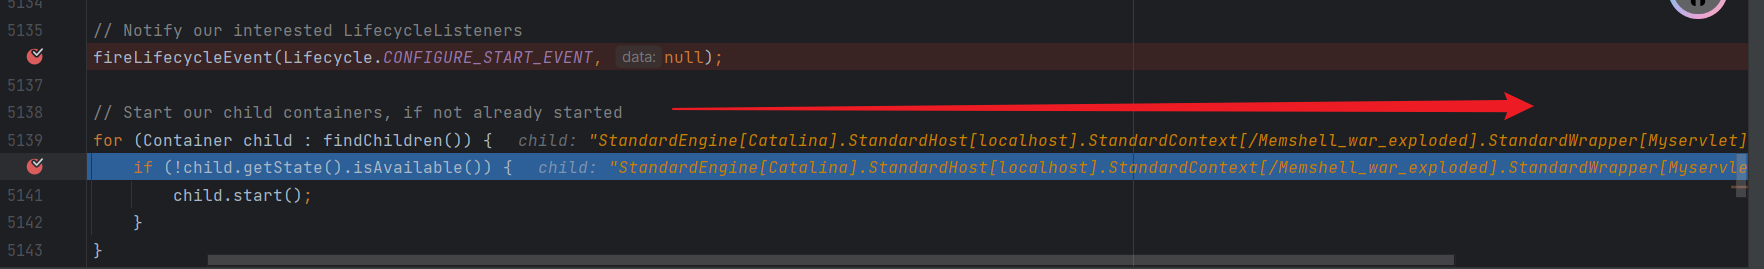 5134
5135 // Notify our interested LifecycleListeners
fireLifecycleEvent(Lifecycle.CONFIGURE_START_EVENT, data: null);
5137
5138 // Start our child containers, if not already started
5139 for (Container child : findChildren()) { child: "StandardEngine[Catalina].StandardHost[localhost].StandardContext[/Memshell_war_exploded].StandardWrapper[Myservlet]
if (!child.getState().isAvailable()) { child: "StandardEngine[Catalina].StandardHost[localhost].StandardContext[/Memshell_war_exploded].StandardWrapper[Myservle
5141 child.start();
5142 }
5143 }